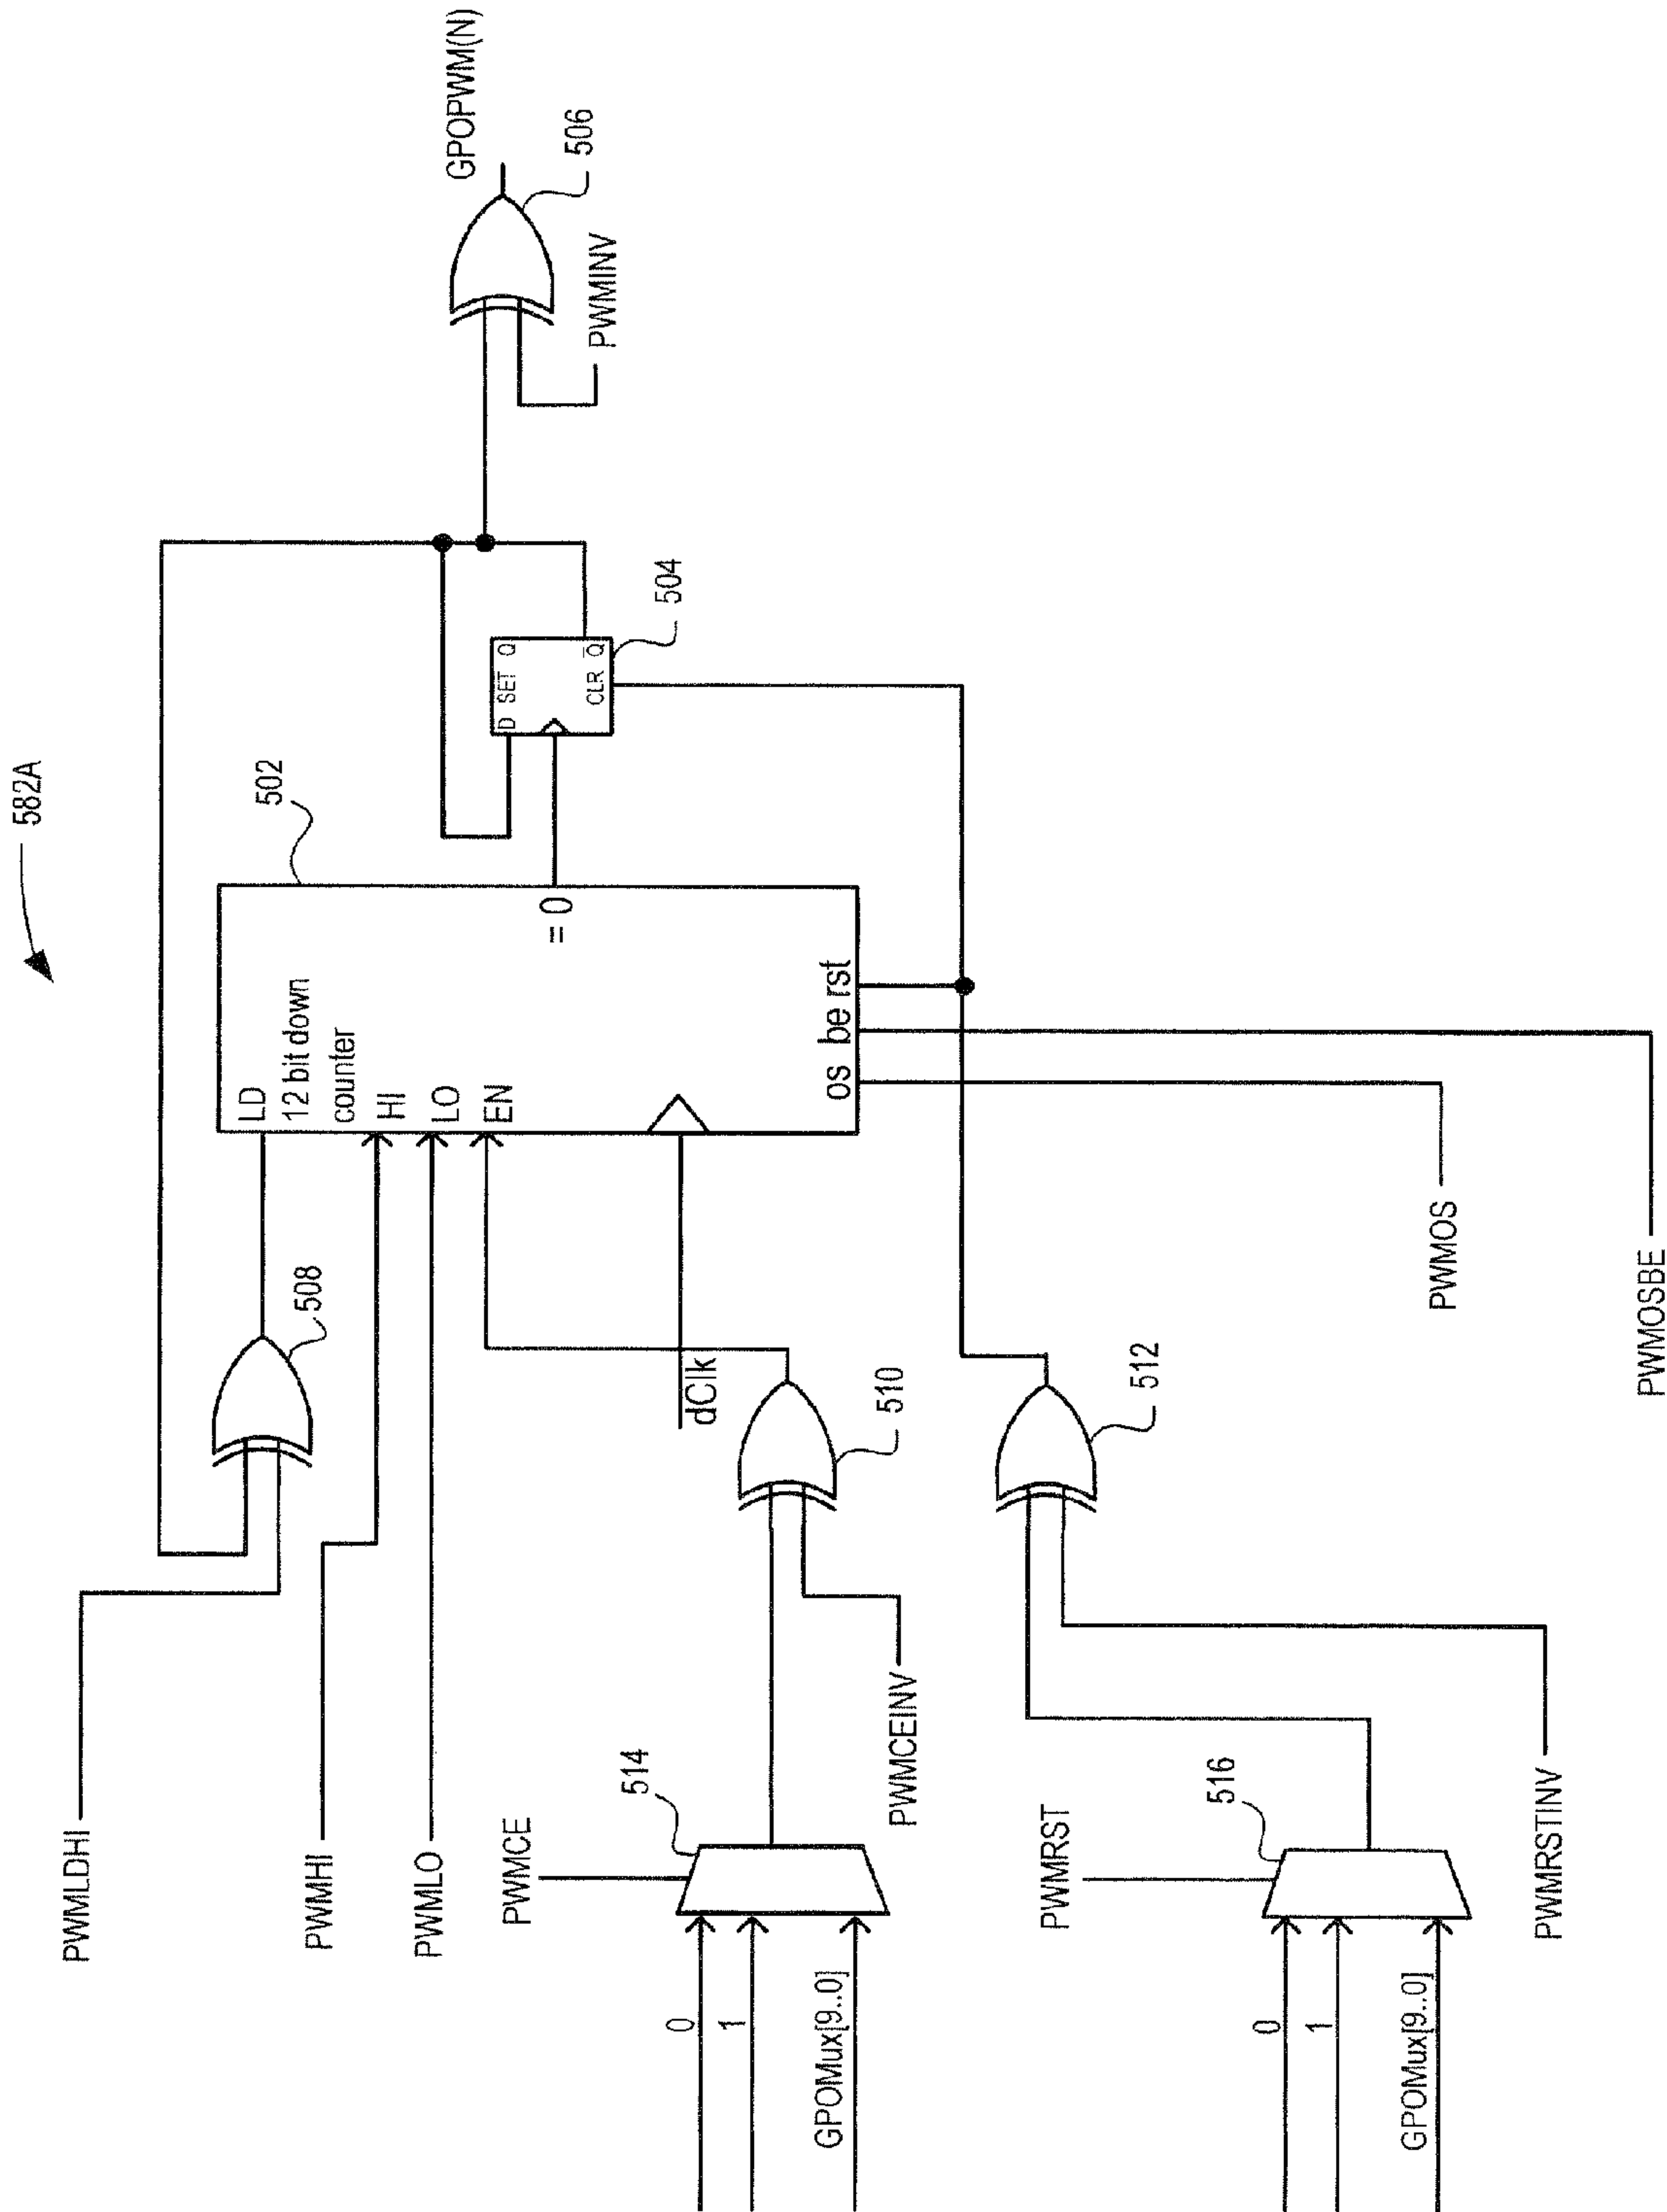 582A
GPOPWM(N)
506
PWMINV
502
504
D SET Q
CLR Q̅
LD
12 bit down
counter
HI
LO
EN
= 0
os be rst
508
dClk
510
512
PWMOS
PWMOSBE
PWMLDHI
PWMHI
PWMLO
PWMCE
514
PWMCEINV
PWMRST
516
PWMRSTINV
0
1
GPOMux[9..0]
0
1
GPOMux[9..0]